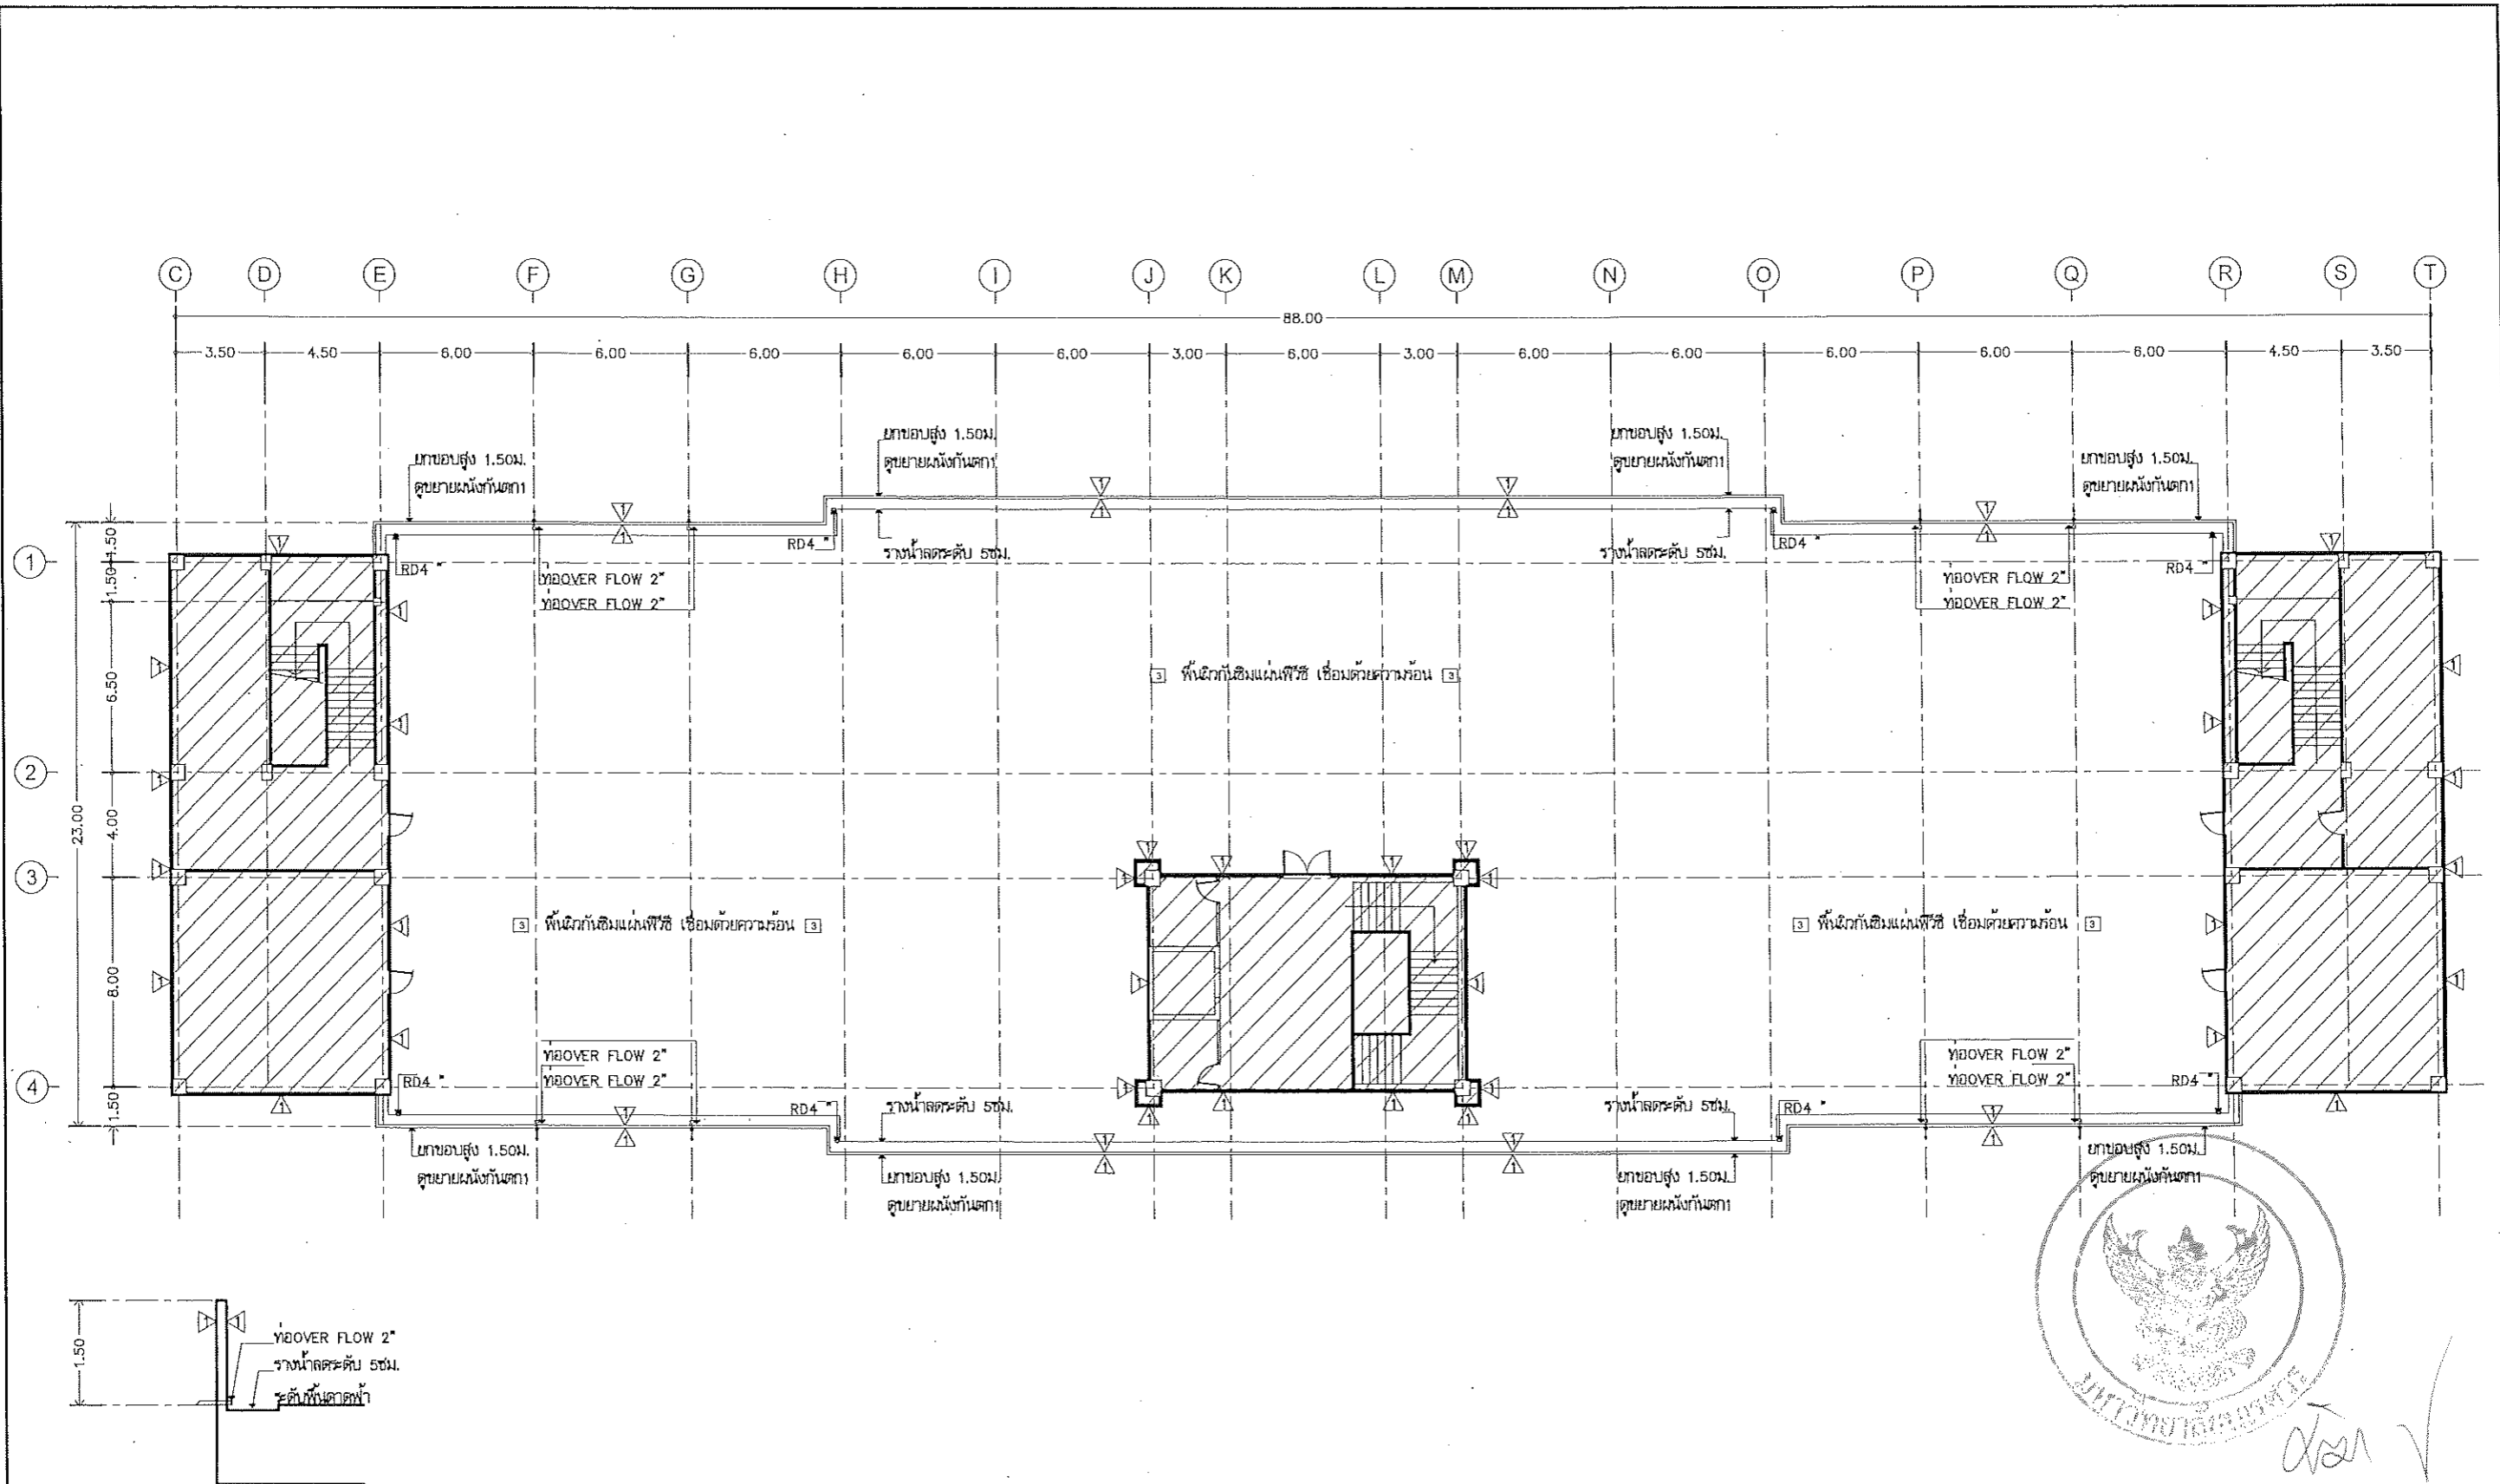 C D E F G H I J K L M N O P Q R S T
88.00
3.50 4.50 6.00 6.00 6.00 6.00 6.00 3.00 6.00 3.00 6.00 6.00 6.00 6.00 6.00 4.50 3.50
ยกขอบสูง 1.50ม.
ดูขยายผนังกันตก1
ยกขอบสูง 1.50ม.
ดูขยายผนังกันตก1
ยกขอบสูง 1.50ม.
ดูขยายผนังกันตก1
ยกขอบสูง 1.50ม.
ดูขยายผนังกันตก1
RD4 "
RD4 "
รางน้ำลดระดับ 5ซม.
รางน้ำลดระดับ 5ซม.
RD4 "
RD4 "
ท่อOVER FLOW 2"
ท่อOVER FLOW 2"
ท่อOVER FLOW 2"
ท่อOVER FLOW 2"
1
2
3
4
1.50
1.50
6.50
4.00
8.00
1.50
23.00
3 พื้นผิวกันซึมแผ่นพีวีซี เชื่อมด้วยความร้อน 3
3 พื้นผิวกันซึมแผ่นพีวีซี เชื่อมด้วยความร้อน 3
3 พื้นผิวกันซึมแผ่นพีวีซี เชื่อมด้วยความร้อน 3
ท่อOVER FLOW 2"
ท่อOVER FLOW 2"
ท่อOVER FLOW 2"
ท่อOVER FLOW 2"
RD4 "
RD4 "
รางน้ำลดระดับ 5ซม.
รางน้ำลดระดับ 5ซม.
RD4 "
RD4 "
ยกขอบสูง 1.50ม.
ดูขยายผนังกันตก1
ยกขอบสูง 1.50ม.
ดูขยายผนังกันตก1
ยกขอบสูง 1.50ม.
ดูขยายผนังกันตก1
ยกขอบสูง 1.50ม.
ดูขยายผนังกันตก1
1.50
1 1
ท่อOVER FLOW 2"
รางน้ำลดระดับ 5ซม.
ระดับพื้นดาดฟ้า
มหาวิทยาลัยนเรศวร